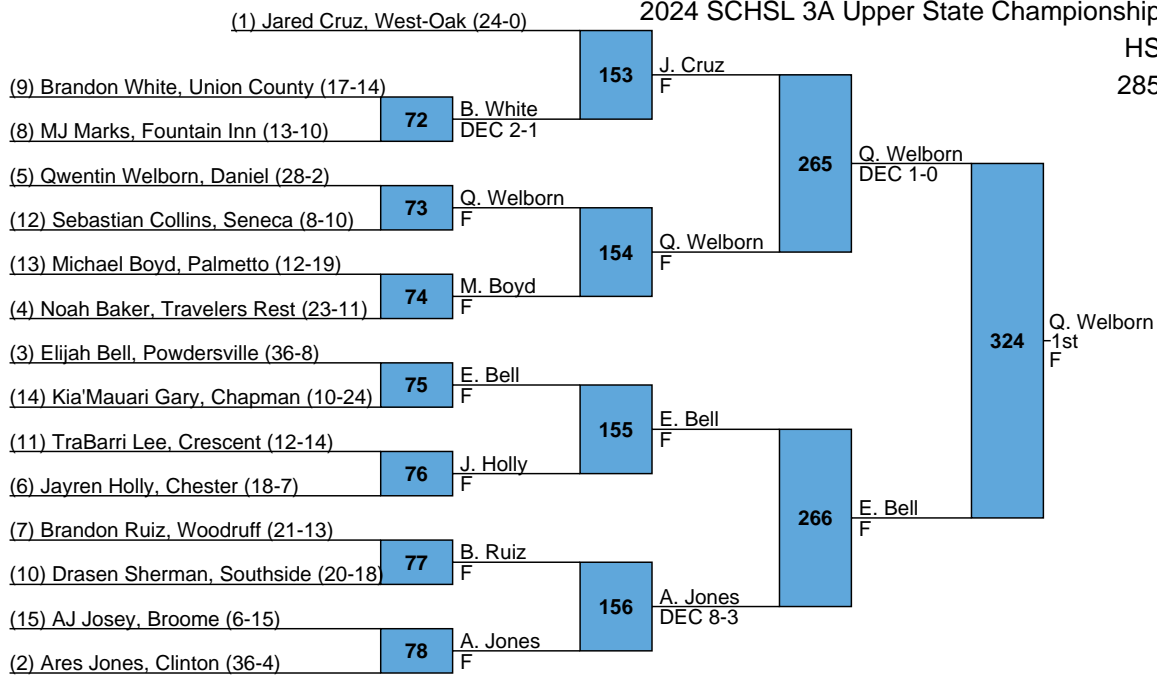 2024 SCHSL 3A Upper State Championship
HS
285
(1) Jared Cruz, West-Oak (24-0)
(9) Brandon White, Union County (17-14)
(8) MJ Marks, Fountain Inn (13-10)
(5) Qwentin Welborn, Daniel (28-2)
(12) Sebastian Collins, Seneca (8-10)
(13) Michael Boyd, Palmetto (12-19)
(4) Noah Baker, Travelers Rest (23-11)
(3) Elijah Bell, Powdersville (36-8)
(14) Kia'Mauari Gary, Chapman (10-24)
(11) TraBarri Lee, Crescent (12-14)
(6) Jayren Holly, Chester (18-7)
(7) Brandon Ruiz, Woodruff (21-13)
(10) Drasen Sherman, Southside (20-18)
(15) AJ Josey, Broome (6-15)
(2) Ares Jones, Clinton (36-4)
72
B. White
DEC 2-1
73
Q. Welborn
F
74
M. Boyd
F
75
E. Bell
F
76
J. Holly
F
77
B. Ruiz
F
78
A. Jones
F
153
J. Cruz
F
154
Q. Welborn
F
155
E. Bell
F
156
A. Jones
DEC 8-3
265
Q. Welborn
DEC 1-0
266
E. Bell
F
324
Q. Welborn
1st
F